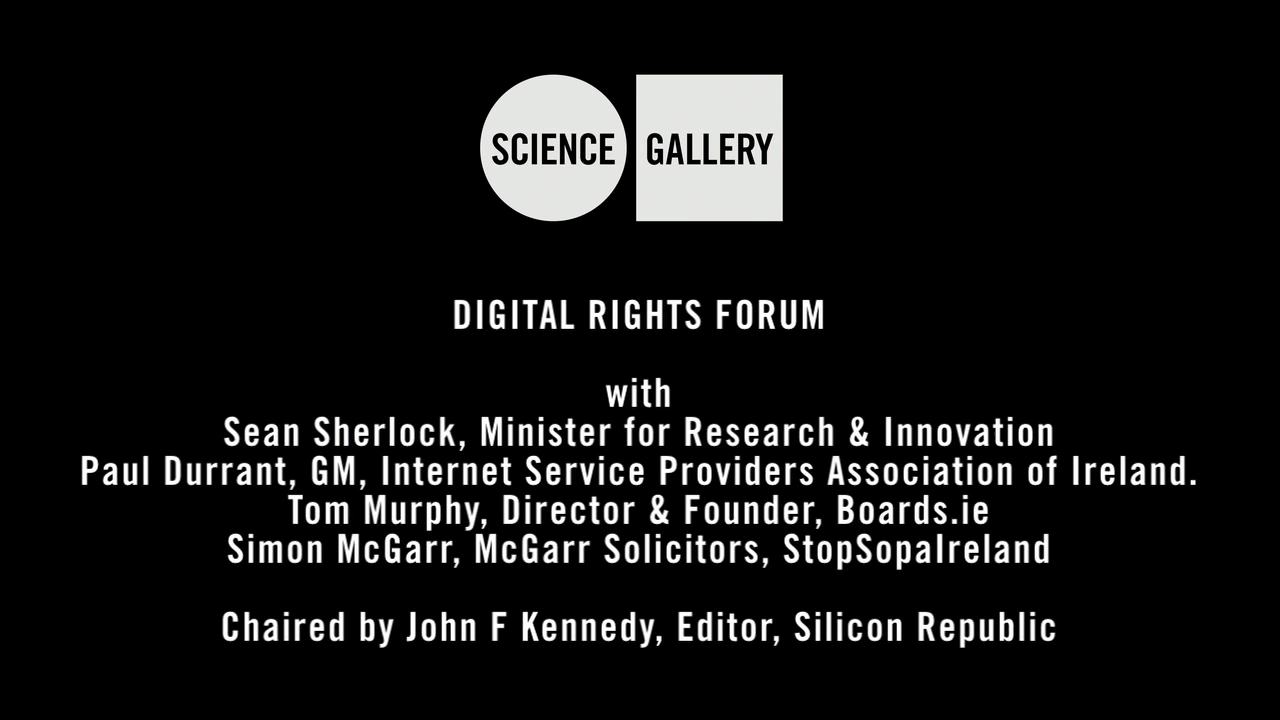 SCIENCE GALLERY
DIGITAL RIGHTS FORUM
with
Sean Sherlock, Minister for Research & Innovation
Paul Durrant, GM, Internet Service Providers Association of Ireland.
Tom Murphy, Director & Founder, Boards.ie
Simon McGarr, McGarr Solicitors, StopSopaIreland
Chaired by John F Kennedy, Editor, Silicon Republic